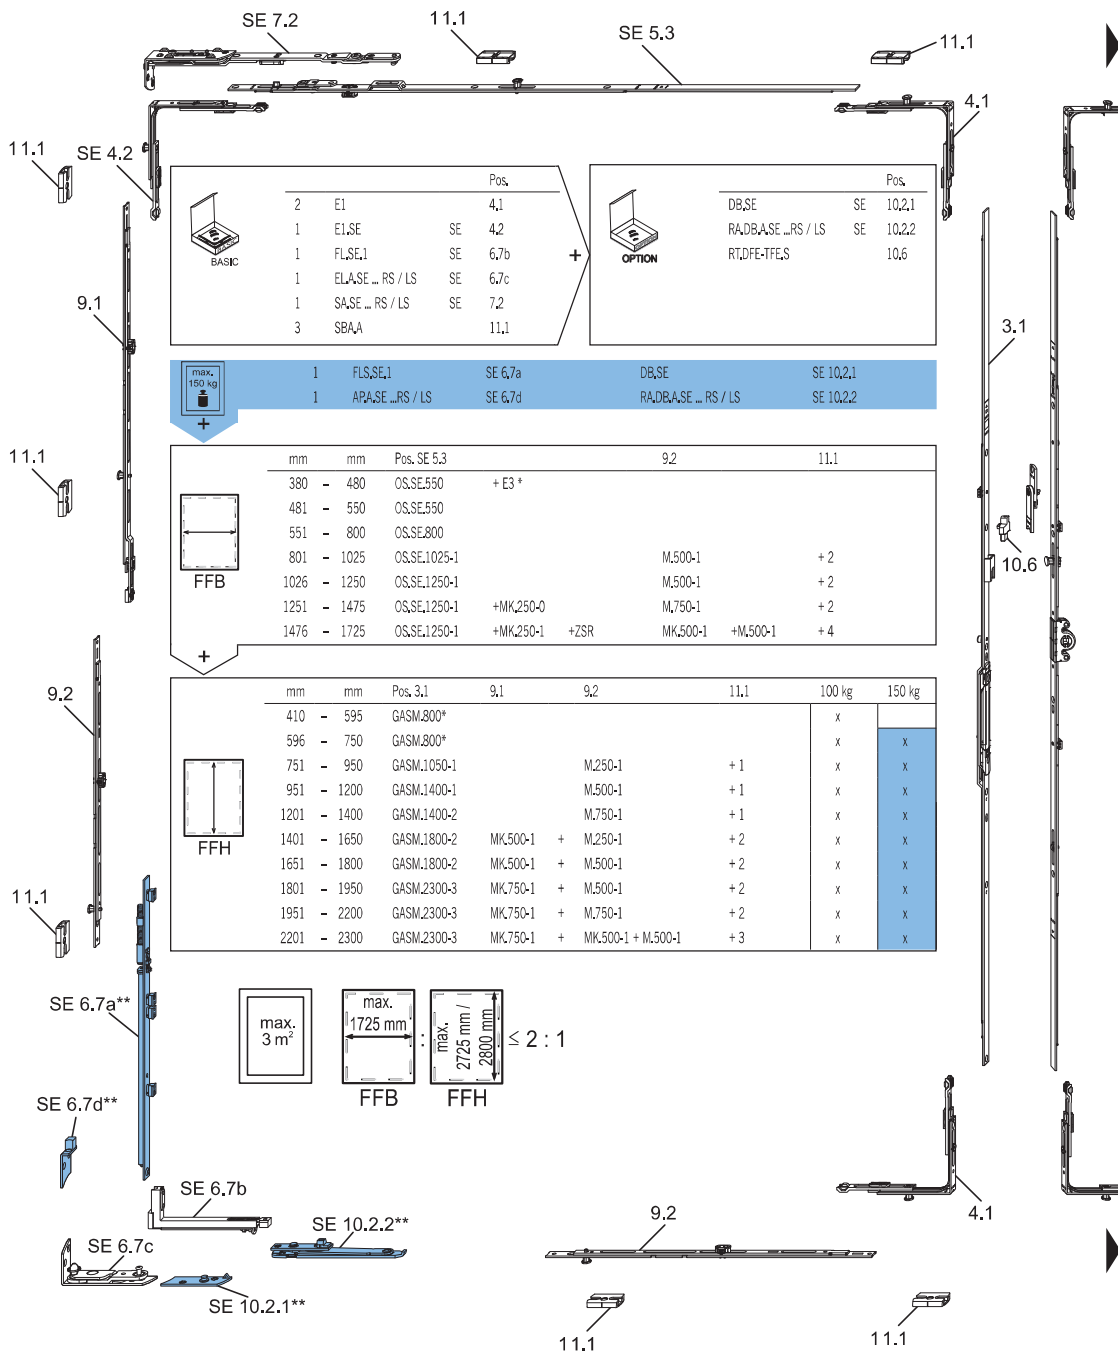 SE 7.2
11.1
SE 5.3
11.1
4.1
11.1
SE 4.2
Pos.
2 E1 4.1
1 E1.SE SE 4.2
1 FL.SE.1 SE 6.7b
1 EL.A.SE ... RS / LS SE 6.7c
1 SA.SE ... RS / LS SE 7.2
3 SBA.A 11.1
BASIC
+
Pos.
DB.SE SE 10.2.1
RA.DB.A.SE ...RS / LS SE 10.2.2
RT.DFE-TFE.S 10.6
OPTION
9.1
3.1
max.
150 kg
+
1 FLS.SE.1 SE 6.7a DB.SE SE 10.2.1
1 AP.A.SE ...RS / LS SE 6.7d RA.DB.A.SE ... RS / LS SE 10.2.2
11.1
mm mm Pos. SE 5.3 9.2 11.1
380 – 480 OS.SE.550 + E3 *
481 – 550 OS.SE.550
551 – 800 OS.SE.800
801 – 1025 OS.SE.1025-1 M.500-1 + 2
1026 – 1250 OS.SE.1250-1 M.500-1 + 2
1251 – 1475 OS.SE.1250-1 +MK.250-0 M.750-1 + 2
1476 – 1725 OS.SE.1250-1 +MK.250-1 +ZSR MK.500-1 +M.500-1 + 4
FFB
+
10.6
9.2
mm mm Pos. 3.1 9.1 9.2 11.1 100 kg 150 kg
410 – 595 GASM.800* x
596 – 750 GASM.800* x x
751 – 950 GASM.1050-1 M.250-1 + 1 x x
951 – 1200 GASM.1400-1 M.500-1 + 1 x x
1201 – 1400 GASM.1400-2 M.750-1 + 1 x x
1401 – 1650 GASM.1800-2 MK.500-1 + M.250-1 + 2 x x
1651 – 1800 GASM.1800-2 MK.500-1 + M.500-1 + 2 x x
1801 – 1950 GASM.2300-3 MK.750-1 + M.500-1 + 2 x x
1951 – 2200 GASM.2300-3 MK.750-1 + M.750-1 + 2 x x
2201 – 2300 GASM.2300-3 MK.750-1 + MK.500-1 + M.500-1 + 3 x x
FFH
11.1
SE 6.7a**
max.
3 m²
max.
1725 mm
FFB
:
max.
2725 mm /
2800 mm
FFH
≤ 2 : 1
SE 6.7d**
SE 6.7b
SE 10.2.2**
9.2
4.1
SE 6.7c
SE 10.2.1**
11.1
11.1